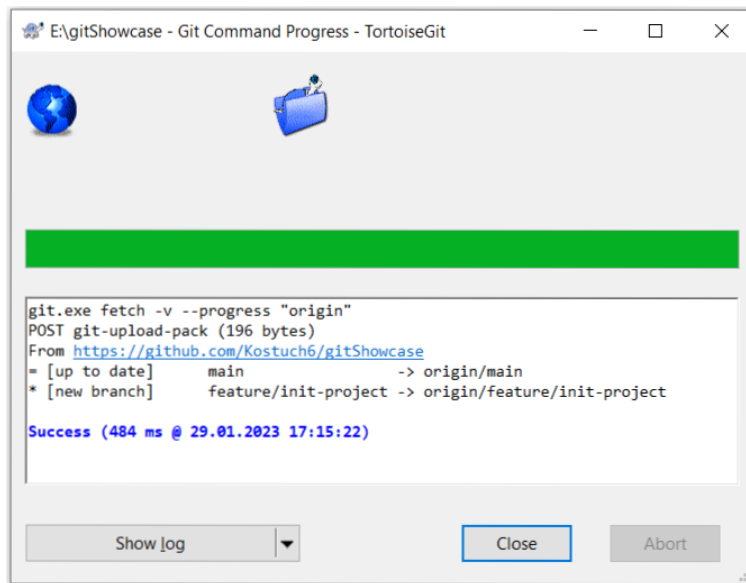 E:\gitShowcase - Git Command Progress - TortoiseGit
git.exe fetch -v --progress "origin"
POST git-upload-pack (196 bytes)
From https://github.com/Kostuch6/gitShowcase
= [up to date]      main                   -> origin/main
* [new branch]      feature/init-project -> origin/feature/init-project
Success (484 ms @ 29.01.2023 17:15:22)
Show log
Close
Abort